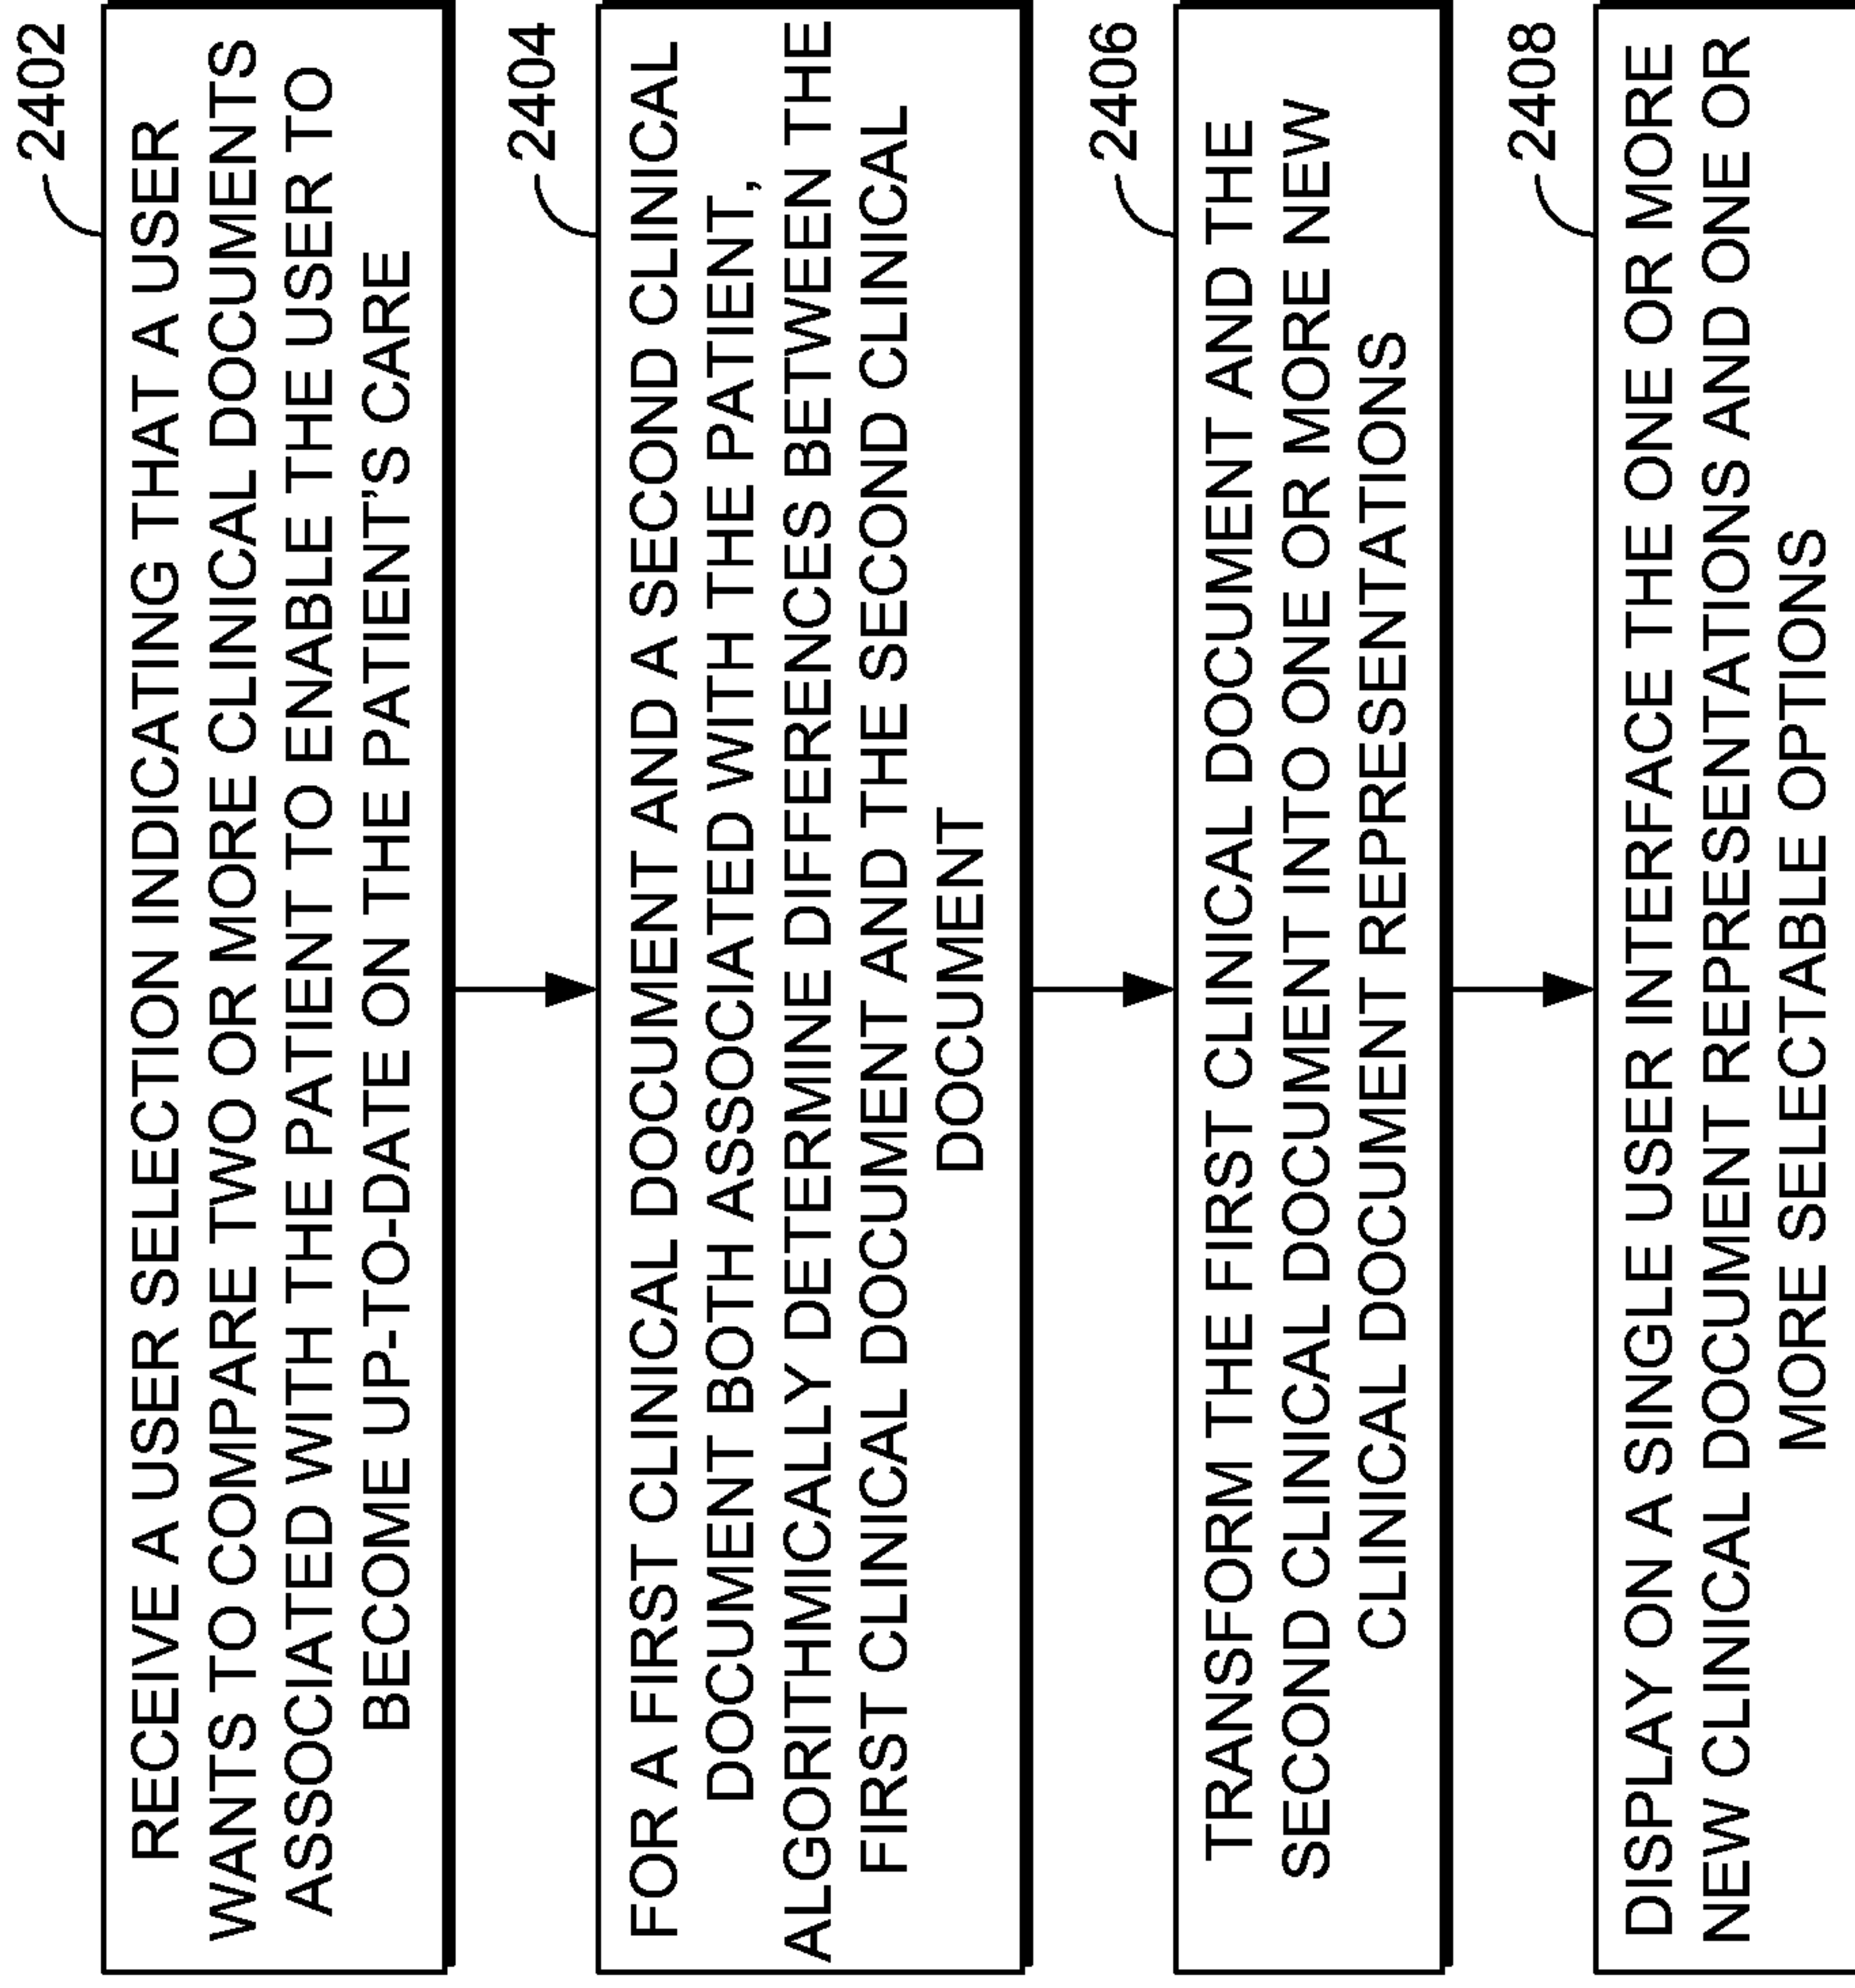 2402
RECEIVE A USER SELECTION INDICATING THAT A USER
WANTS TO COMPARE TWO OR MORE CLINICAL DOCUMENTS
ASSOCIATED WITH THE PATIENT TO ENABLE THE USER TO
BECOME UP-TO-DATE ON THE PATIENT'S CARE
2404
FOR A FIRST CLINICAL DOCUMENT AND A SECOND CLINICAL
DOCUMENT BOTH ASSOCIATED WITH THE PATIENT,
ALGORITHMICALLY DETERMINE DIFFERENCES BETWEEN THE
FIRST CLINICAL DOCUMENT AND THE SECOND CLINICAL
DOCUMENT
2406
TRANSFORM THE FIRST CLINICAL DOCUMENT AND THE
SECOND CLINICAL DOCUMENT INTO ONE OR MORE NEW
CLINICAL DOCUMENT REPRESENTATIONS
2408
DISPLAY ON A SINGLE USER INTERFACE THE ONE OR MORE
NEW CLINICAL DOCUMENT REPRESENTATIONS AND ONE OR
MORE SELECTABLE OPTIONS